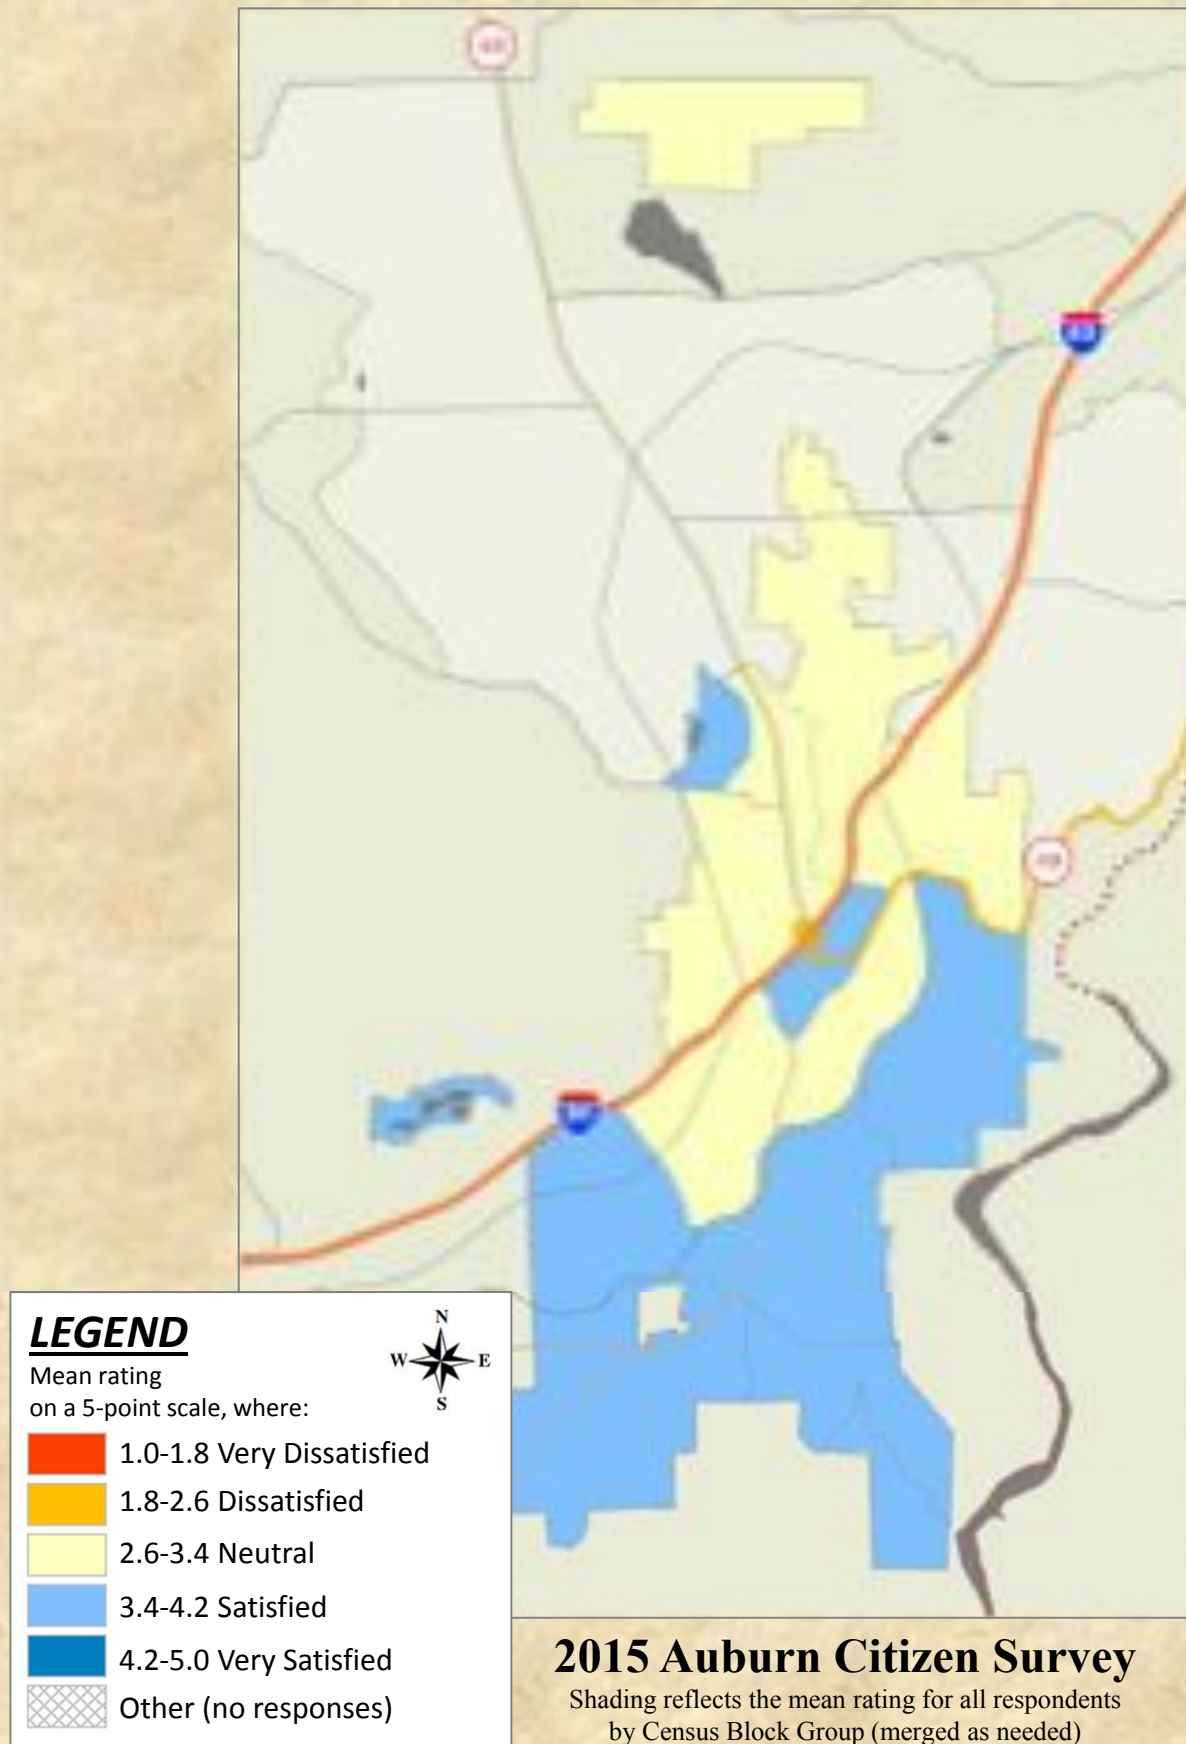 LEGEND
Mean rating
on a 5-point scale, where:
N
W
E
S
1.0-1.8 Very Dissatisfied
1.8-2.6 Dissatisfied
2.6-3.4 Neutral
3.4-4.2 Satisfied
4.2-5.0 Very Satisfied
Other (no responses)
2015 Auburn Citizen Survey
Shading reflects the mean rating for all respondents
by Census Block Group (merged as needed)